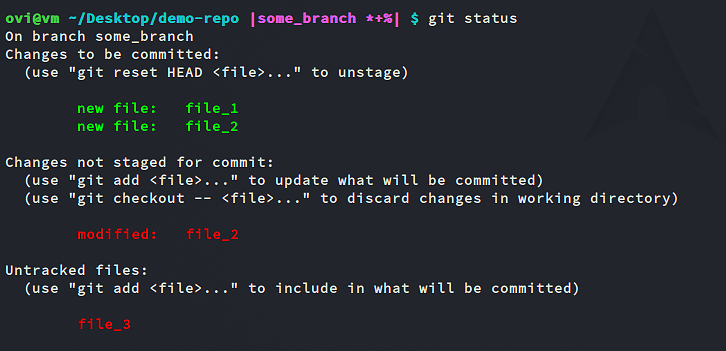 ovi@vm ~/Desktop/demo-repo |some_branch *+%| $ git status
On branch some_branch
Changes to be committed:
  (use "git reset HEAD <file>..." to unstage)

        new file:   file_1
        new file:   file_2

Changes not staged for commit:
  (use "git add <file>..." to update what will be committed)
  (use "git checkout -- <file>..." to discard changes in working directory)

        modified:   file_2

Untracked files:
  (use "git add <file>..." to include in what will be committed)

        file_3